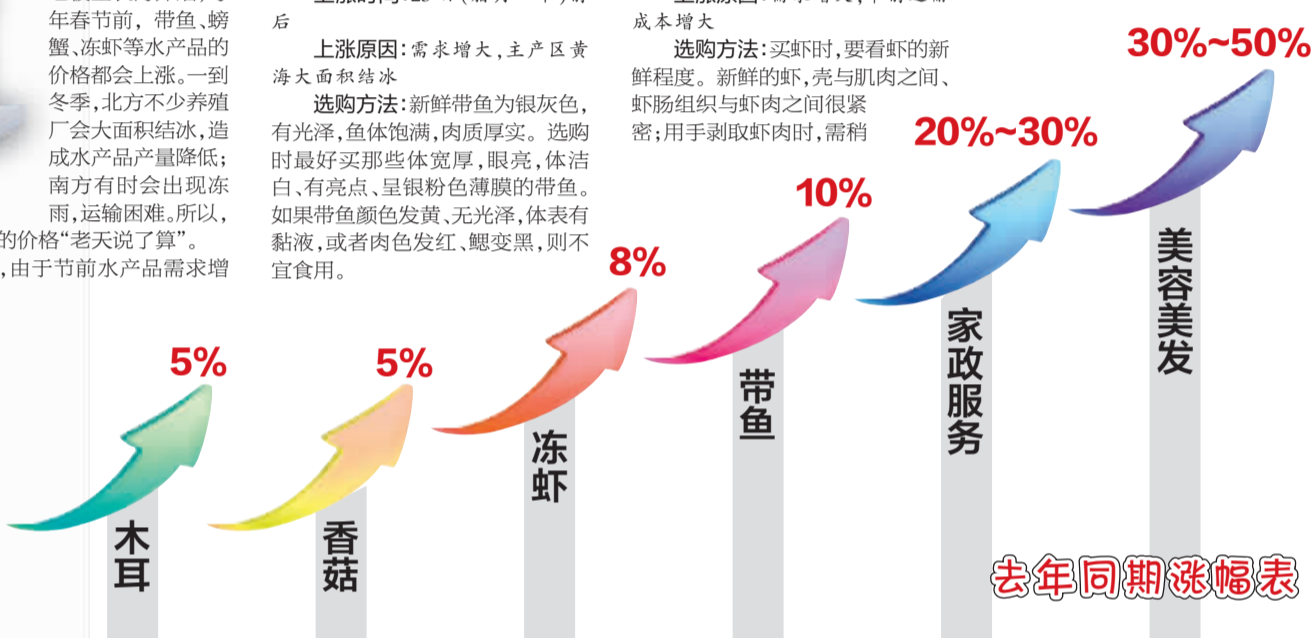 年春节前，带鱼、螃
蟹、冻虾等水产品的
价格都会上涨。一到
冬季，北方不少养殖
厂会大面积结冰，造
成水产品产量降低；
南方有时会出现冻
雨，运输困难。所以，
的价格“老天说了算”。
，由于节前水产品需求增
后
上涨原因：需求增大，主产区黄
海大面积结冰
选购方法：新鲜带鱼为银灰色，
有光泽，鱼体饱满，肉质厚实。选购
时最好买那些体宽厚，眼亮，体洁
白、有亮点、呈银粉色薄膜的带鱼。
如果带鱼颜色发黄、无光泽，体表有
黏液，或者肉色发红、鳃变黑，则不
宜食用。
成本增大
选购方法：买虾时，要看虾的新
鲜程度。新鲜的虾，壳与肌肉之间、
虾肠组织与虾肉之间很紧
密；用手剥取虾肉时，需稍
5%
木耳
5%
香菇
8%
冻虾
10%
带鱼
20%~30%
家政服务
30%~50%
美容美发
去年同期涨幅表